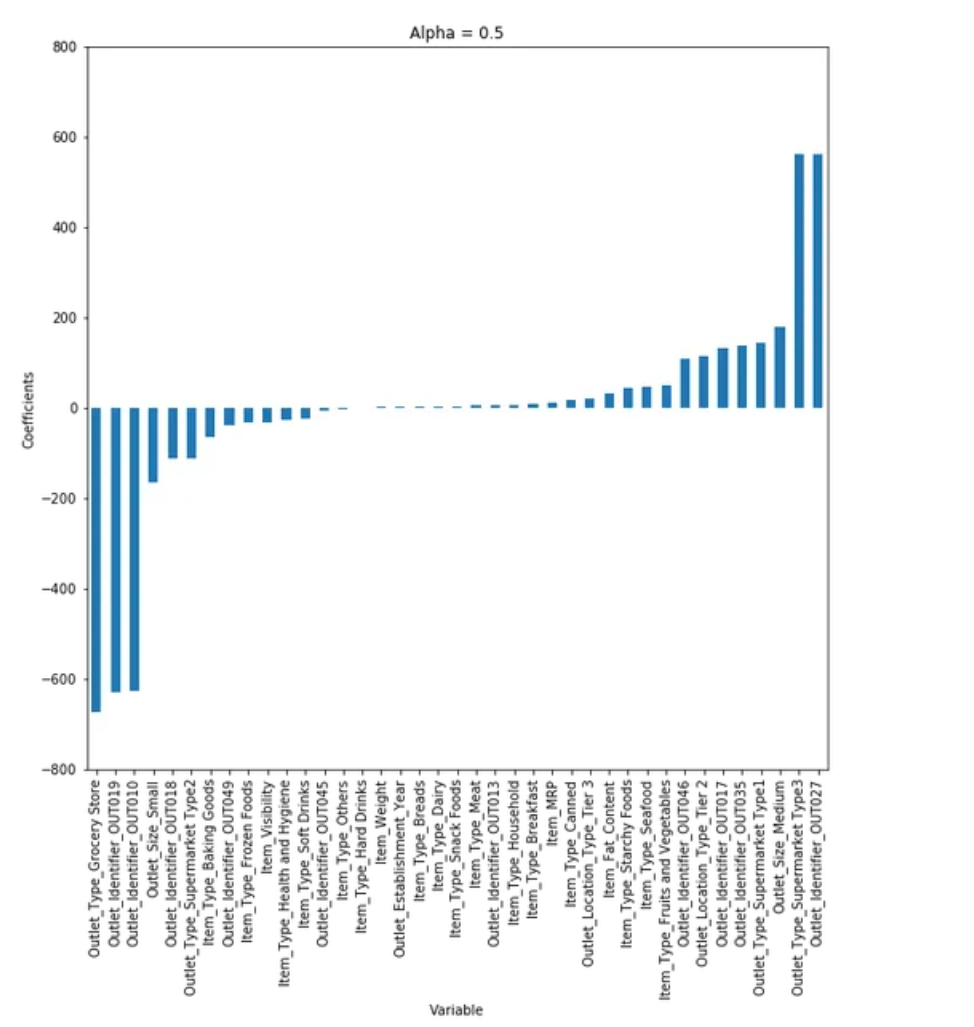 Alpha = 0.5
800
600
400
200
0
−200
−400
−600
−800
Coefficients
Outlet_Type_Grocery Store
Outlet_Identifier_OUT019
Outlet_Identifier_OUT010
Outlet_Size_Small
Outlet_Identifier_OUT018
Outlet_Type_Supermarket Type2
Item_Type_Baking Goods
Outlet_Identifier_OUT049
Item_Type_Frozen Foods
Item_Visibility
Item_Type_Health and Hygiene
Item_Type_Soft Drinks
Outlet_Identifier_OUT045
Item_Type_Others
Item_Type_Hard Drinks
Item_Weight
Outlet_Establishment_Year
Item_Type_Breads
Item_Type_Dairy
Item_Type_Snack Foods
Item_Type_Meat
Outlet_Identifier_OUT013
Item_Type_Household
Item_Type_Breakfast
Item_MRP
Item_Type_Canned
Outlet_Location_Type_Tier 3
Item_Fat_Content
Item_Type_Starchy Foods
Item_Type_Seafood
Item_Type_Fruits and Vegetables
Outlet_Identifier_OUT046
Outlet_Location_Type_Tier 2
Outlet_Identifier_OUT017
Outlet_Identifier_OUT035
Outlet_Type_Supermarket Type1
Outlet_Size_Medium
Outlet_Type_Supermarket Type3
Outlet_Identifier_OUT027
Variable